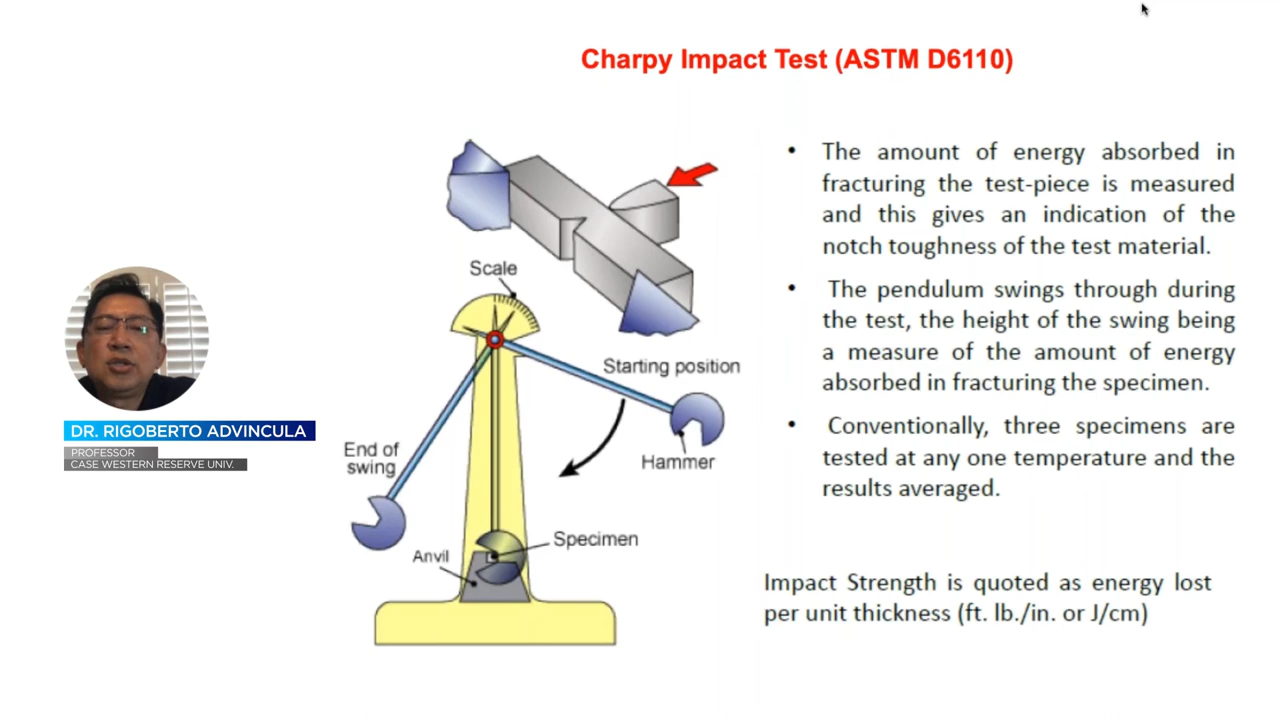 Charpy Impact Test (ASTM D6110)
Scale
Starting position
Hammer
End of
swing
Specimen
Anvil
• The amount of energy absorbed in
fracturing the test-piece is measured
and this gives an indication of the
notch toughness of the test material.
• The pendulum swings through during
the test, the height of the swing being
a measure of the amount of energy
absorbed in fracturing the specimen.
• Conventionally, three specimens are
tested at any one temperature and the
results averaged.
Impact Strength is quoted as energy lost
per unit thickness (ft. lb./in. or J/cm)
DR. RIGOBERTO ADVINCULA
PROFESSOR
CASE WESTERN RESERVE UNIV.